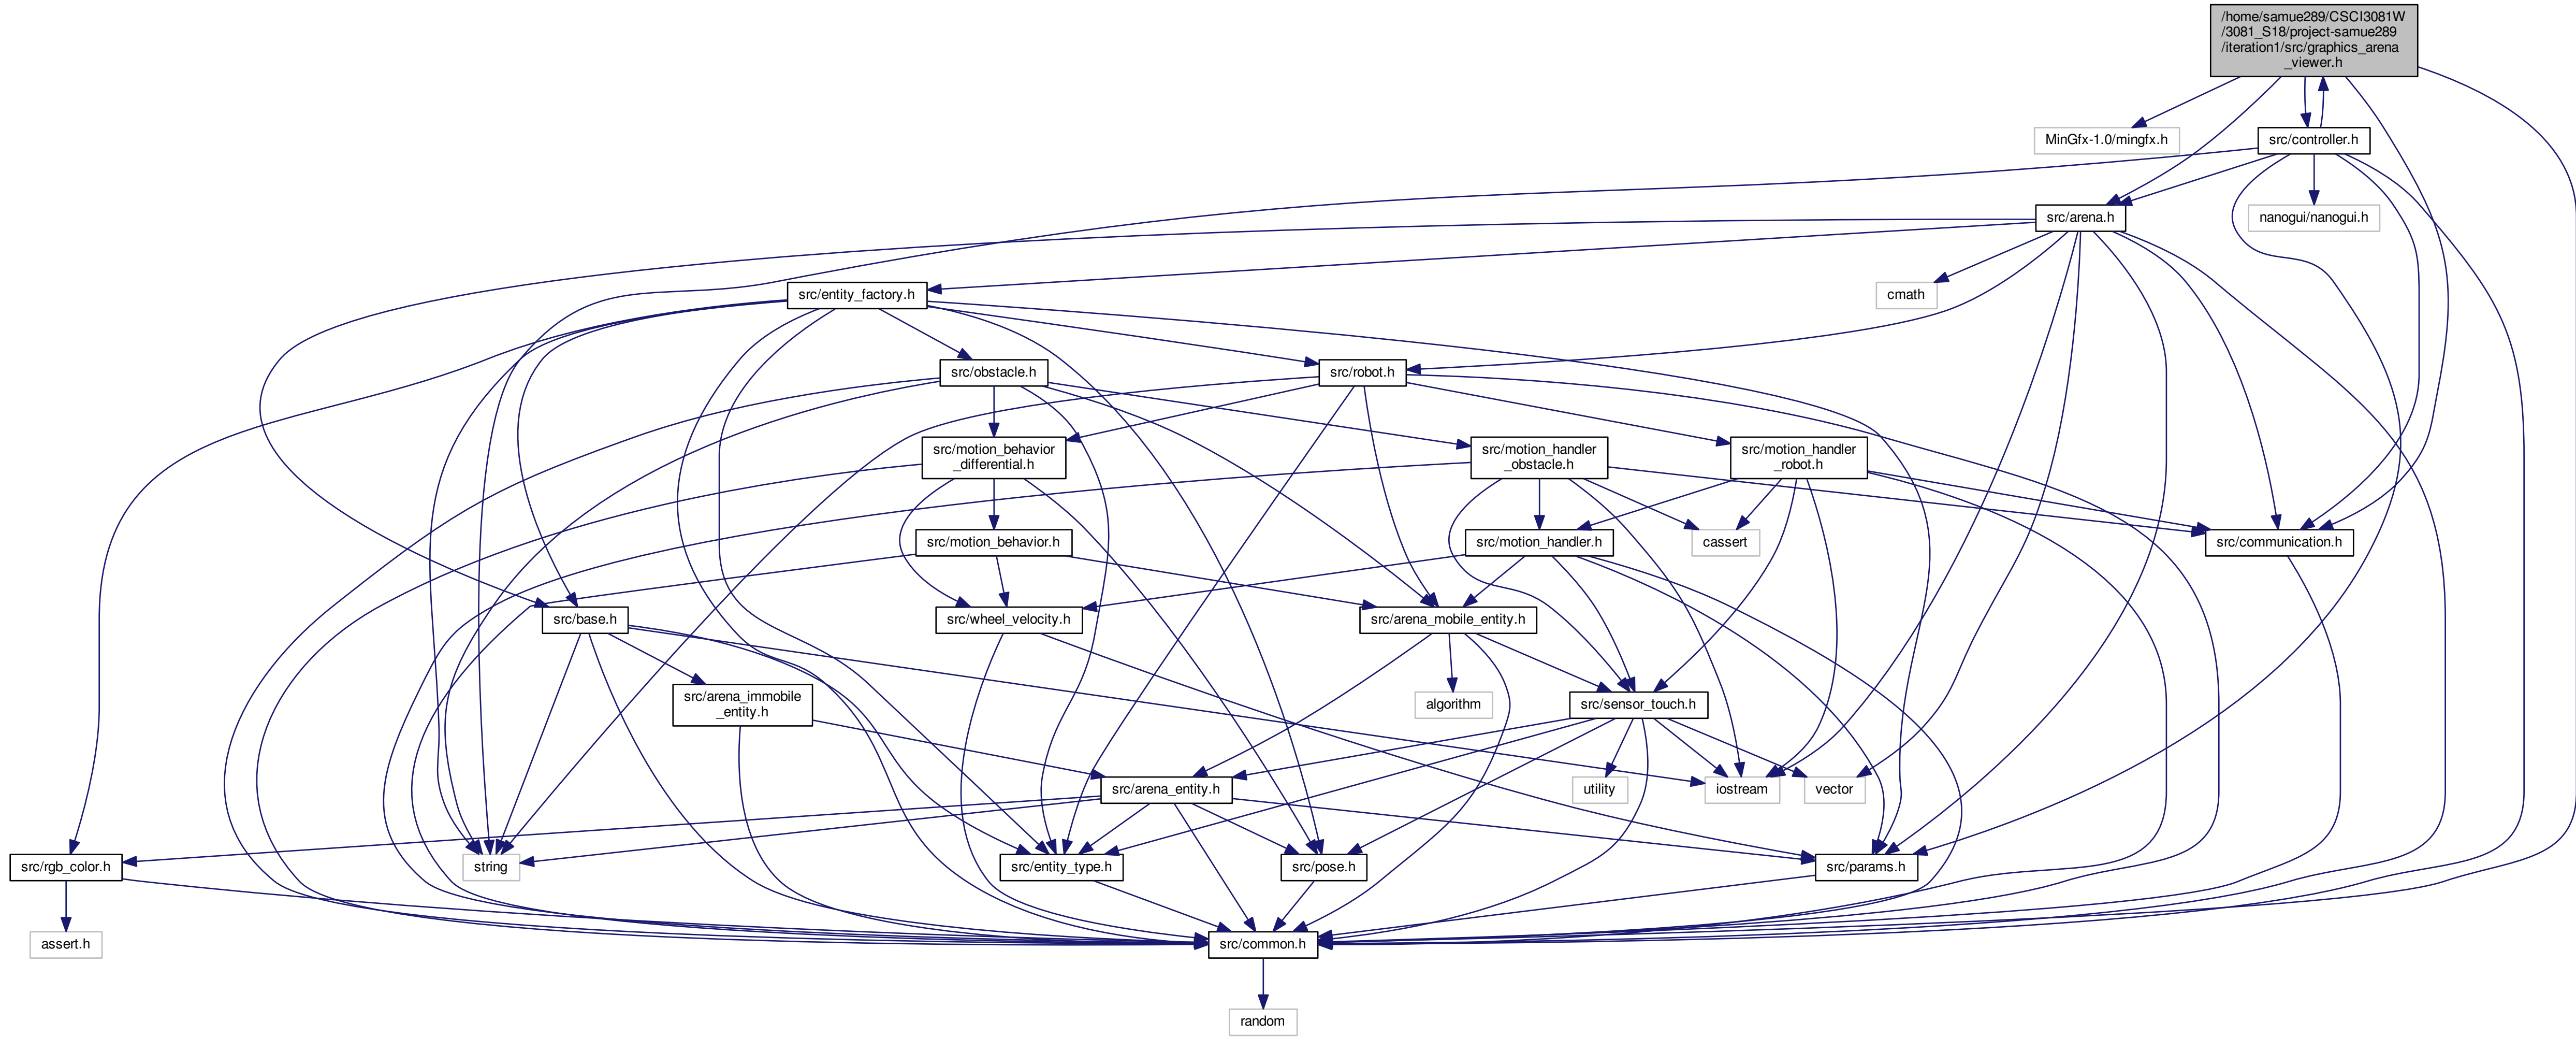 /home/samue289/CSCI3081W
/3081_S18/project-samue289
/iteration1/src/graphics_arena
_viewer.h
MinGfx-1.0/mingfx.h
src/controller.h
src/arena.h
nanogui/nanogui.h
src/entity_factory.h
cmath
src/obstacle.h
src/robot.h
src/motion_behavior
_differential.h
src/motion_handler
_obstacle.h
src/motion_handler
_robot.h
src/motion_behavior.h
src/motion_handler.h
cassert
src/communication.h
src/base.h
src/wheel_velocity.h
src/arena_mobile_entity.h
src/arena_immobile
_entity.h
algorithm
src/sensor_touch.h
src/arena_entity.h
utility
iostream
vector
src/rgb_color.h
string
src/entity_type.h
src/pose.h
src/params.h
assert.h
src/common.h
random